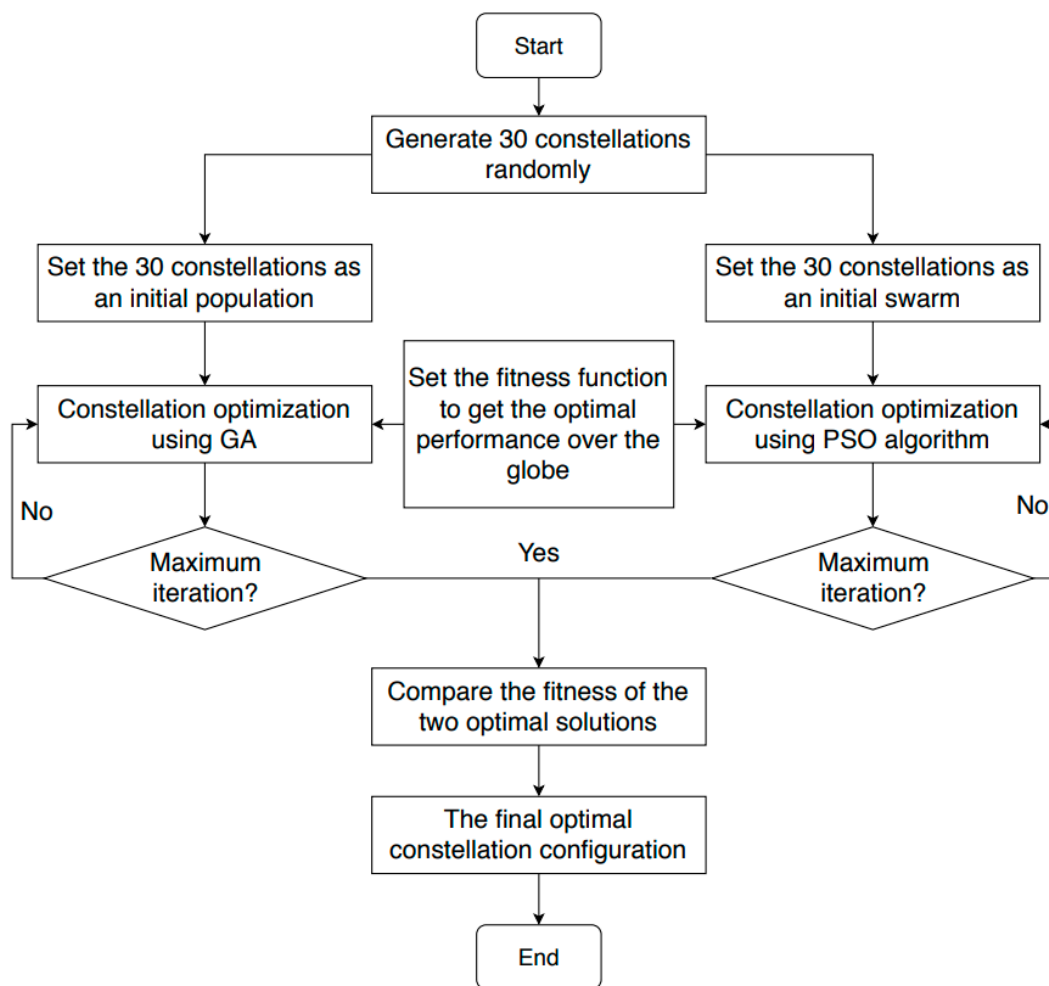 Start
Generate 30 constellations
randomly
Set the 30 constellations as
an initial population
Set the 30 constellations as
an initial swarm
Constellation optimization
using GA
Set the fitness function
to get the optimal
performance over the
globe
Constellation optimization
using PSO algorithm
No
No
Maximum
iteration?
Yes
Maximum
iteration?
Compare the fitness of the
two optimal solutions
The final optimal
constellation configuration
End